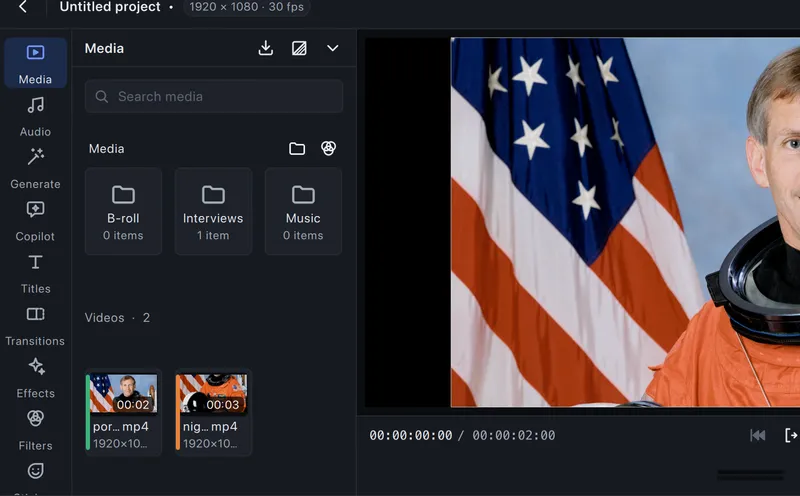 Untitled project • 1920 × 1080 · 30 fps
Media
Media
Search media
Audio
Media
Generate
B-roll
0 items
Interviews
1 item
Music
0 items
Copilot
Titles
Videos · 2
Transitions
Effects
00:02
por... mp4
1920×10...
00:03
nig... mp4
1920×10...
Filters
00:00:00:00 / 00:00:02:00